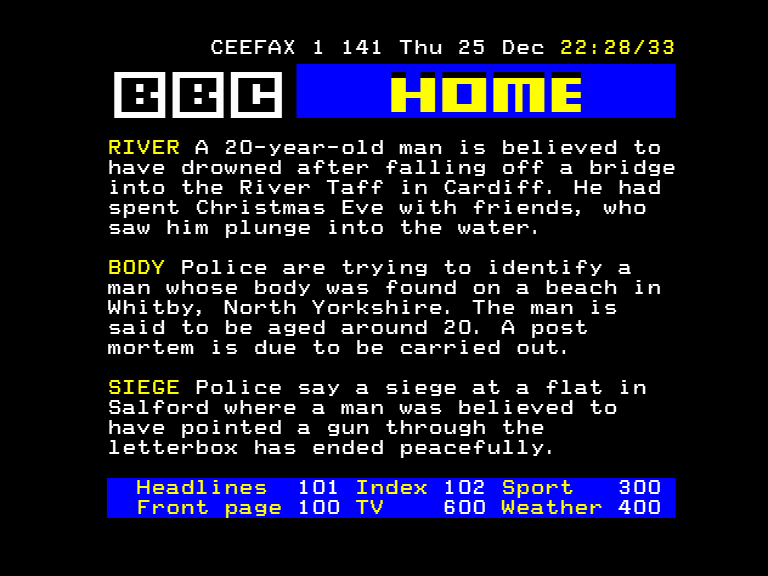 CEEFAX 1 141 Thu 25 Dec 22:28/33
BBC HOME
RIVER A 20-year-old man is believed to
have drowned after falling off a bridge
into the River Taff in Cardiff. He had
spent Christmas Eve with friends, who
saw him plunge into the water.
BODY Police are trying to identify a
man whose body was found on a beach in
Whitby, North Yorkshire. The man is
said to be aged around 20. A post
mortem is due to be carried out.
SIEGE Police say a siege at a flat in
Salford where a man was believed to
have pointed a gun through the
letterbox has ended peacefully.
Headlines 101 Index 102 Sport 300
Front page 100 TV 600 Weather 400